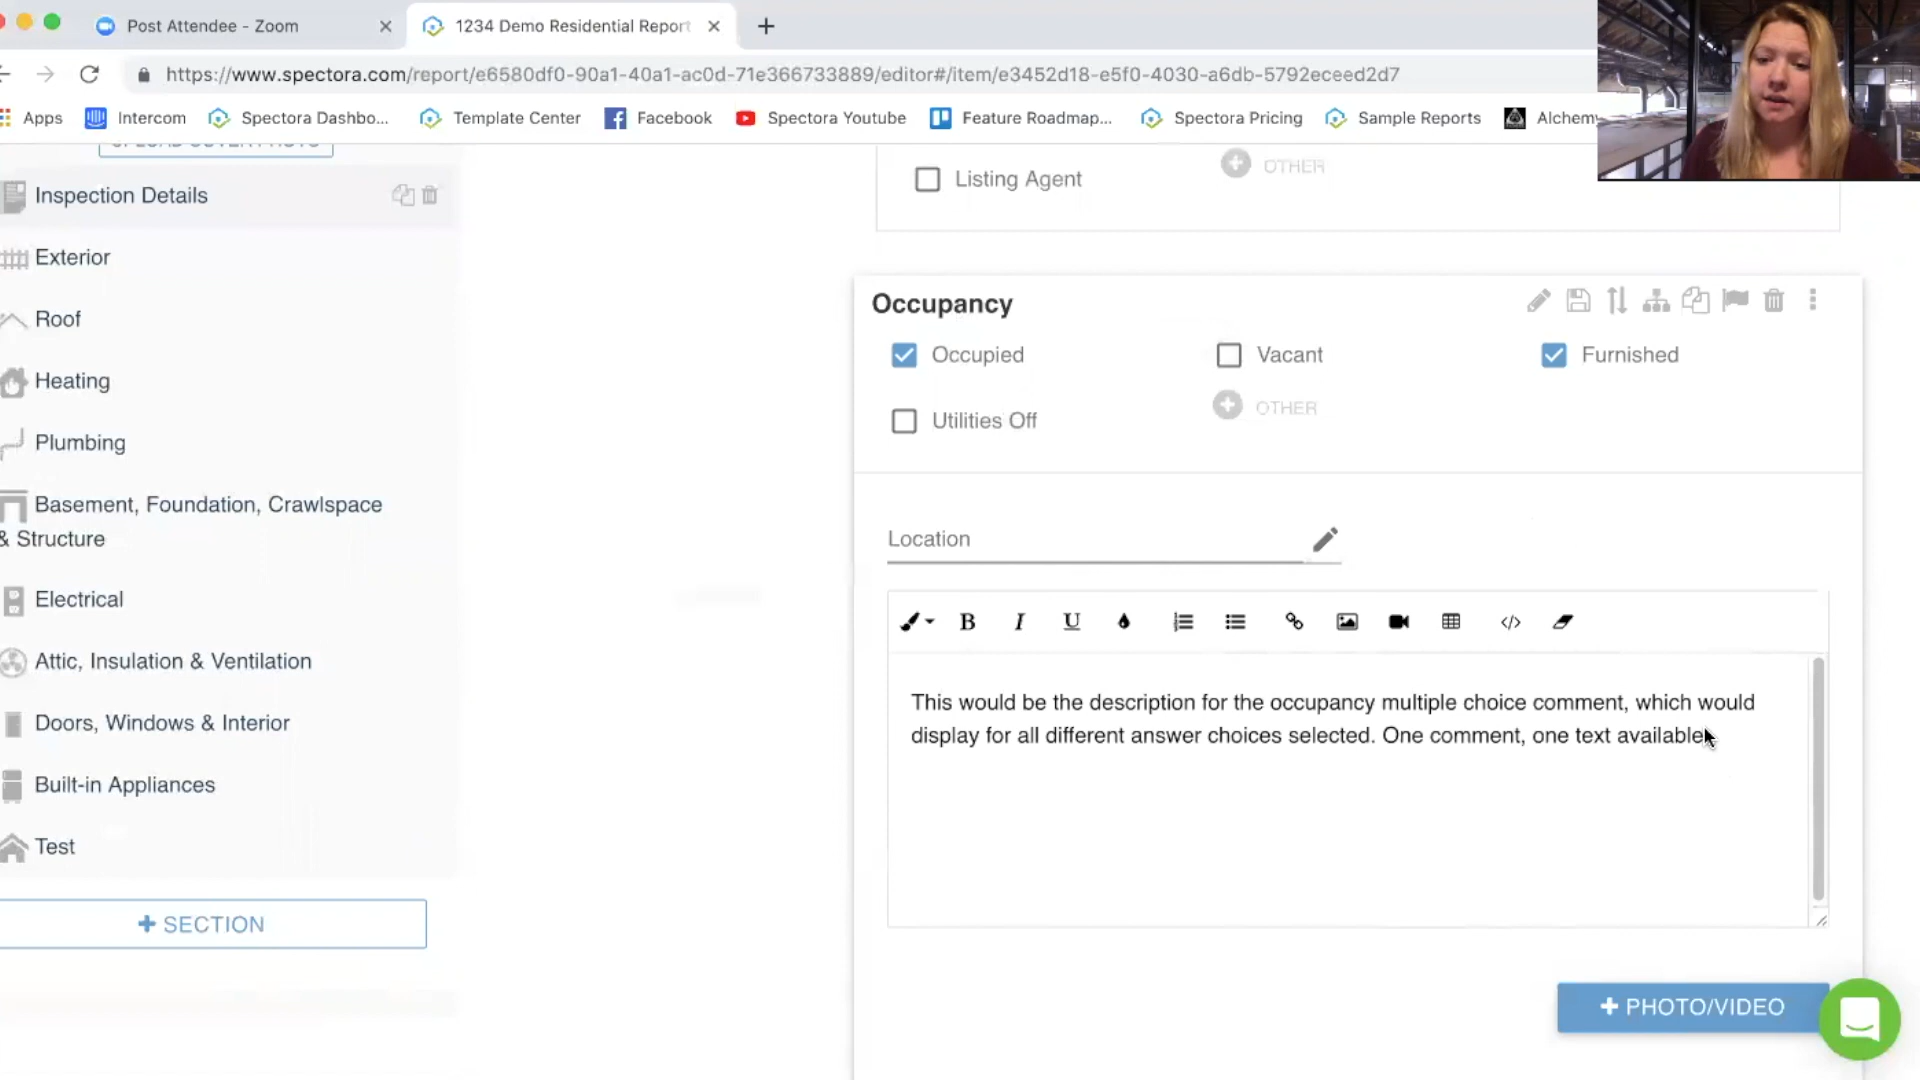 Post Attendee - Zoom
1234 Demo Residential Report
https://www.spectora.com/report/e6580df0-90a1-40a1-ac0d-71e366733889/editor#/item/e3452d18-e5f0-4030-a6db-5792eceed2d7
Apps
Intercom
Spectora Dashbo...
Template Center
Facebook
Spectora Youtube
Feature Roadmap...
Spectora Pricing
Sample Reports
Alchemy
UPLOAD COVER PHOTO
Inspection Details
Exterior
Roof
Heating
Plumbing
Basement, Foundation, Crawlspace
& Structure
Electrical
Attic, Insulation & Ventilation
Doors, Windows & Interior
Built-in Appliances
Test
+ SECTION
Listing Agent
OTHER
Occupancy
Occupied
Vacant
Furnished
Utilities Off
OTHER
Location
B I U
This would be the description for the occupancy multiple choice comment, which would
display for all different answer choices selected. One comment, one text available
+ PHOTO/VIDEO